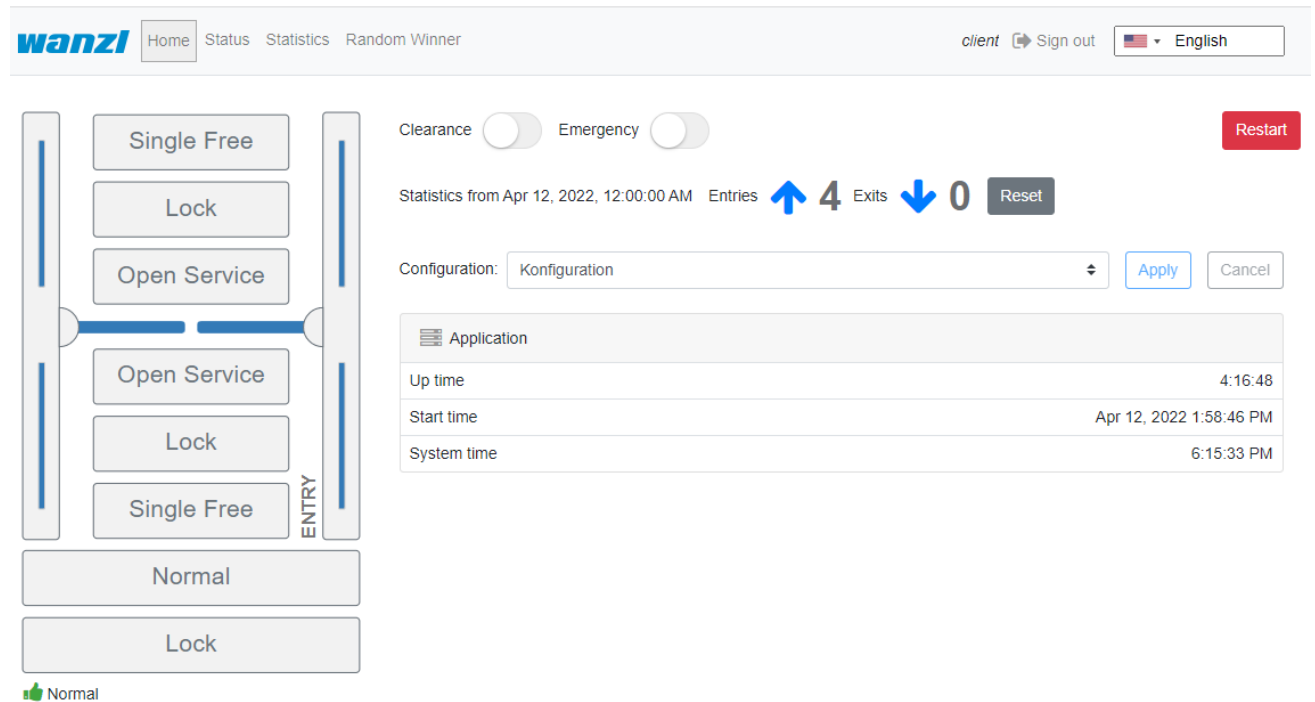 wanzl Home Status Statistics Random Winner client Sign out English
Single Free
Lock
Open Service
Open Service
Lock
Single Free
ENTRY
Normal
Lock
Normal
Clearance Emergency Restart
Statistics from Apr 12, 2022, 12:00:00 AM Entries 4 Exits 0 Reset
Configuration: Konfiguration Apply Cancel
Application
Up time 4:16:48
Start time Apr 12, 2022 1:58:46 PM
System time 6:15:33 PM